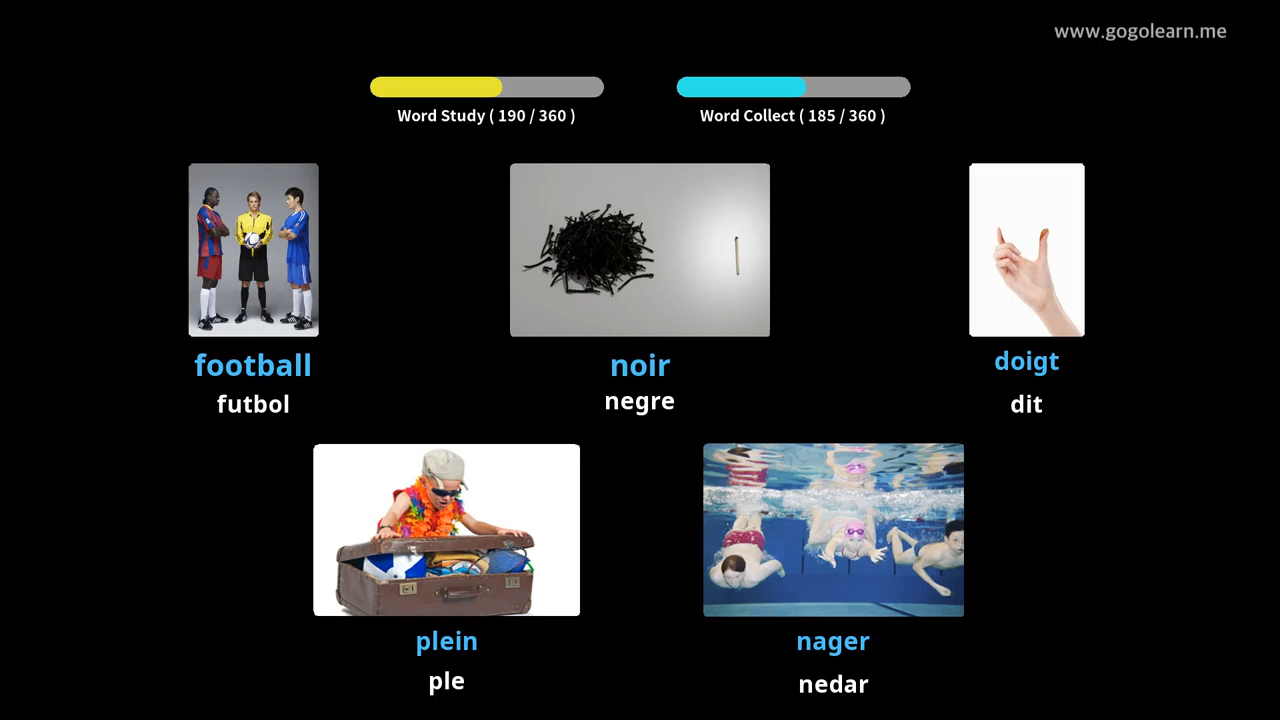 www.gogolearn.me
Word Study ( 190 / 360 )
Word Collect ( 185 / 360 )
football
noir
doigt
futbol
negre
dit
plein
nager
ple
nedar